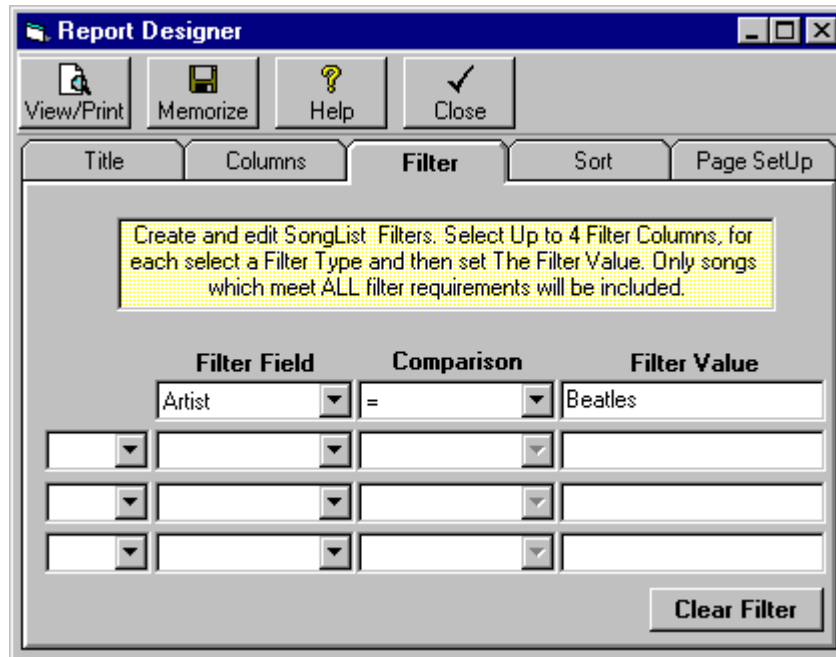 Report Designer
View/Print Memorize Help Close
Title Columns Filter Sort Page SetUp
Create and edit SongList Filters. Select Up to 4 Filter Columns, for
each select a Filter Type and then set The Filter Value. Only songs
which meet ALL filter requirements will be included.
Filter Field Comparison Filter Value
Artist = Beatles
Clear Filter